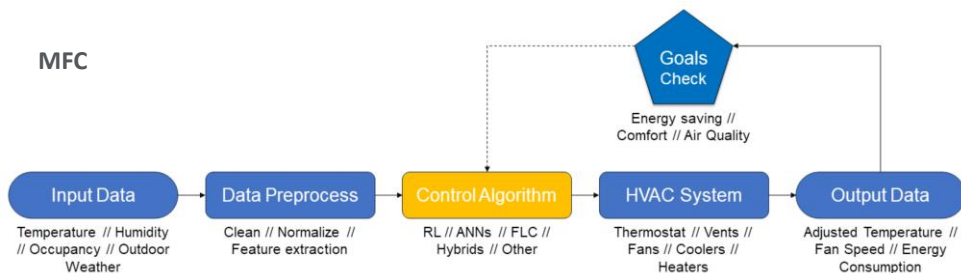 MFC
Goals
Check
Energy saving //
Comfort // Air Quality
Input Data
Temperature // Humidity
// Occupancy // Outdoor
Weather
Data Preprocess
Clean // Normalize //
Feature extraction
Control Algorithm
RL // ANNs // FLC //
Hybrids // Other
HVAC System
Thermostat // Vents //
Fans // Coolers //
Heaters
Output Data
Adjusted Temperature //
Fan Speed // Energy
Consumption